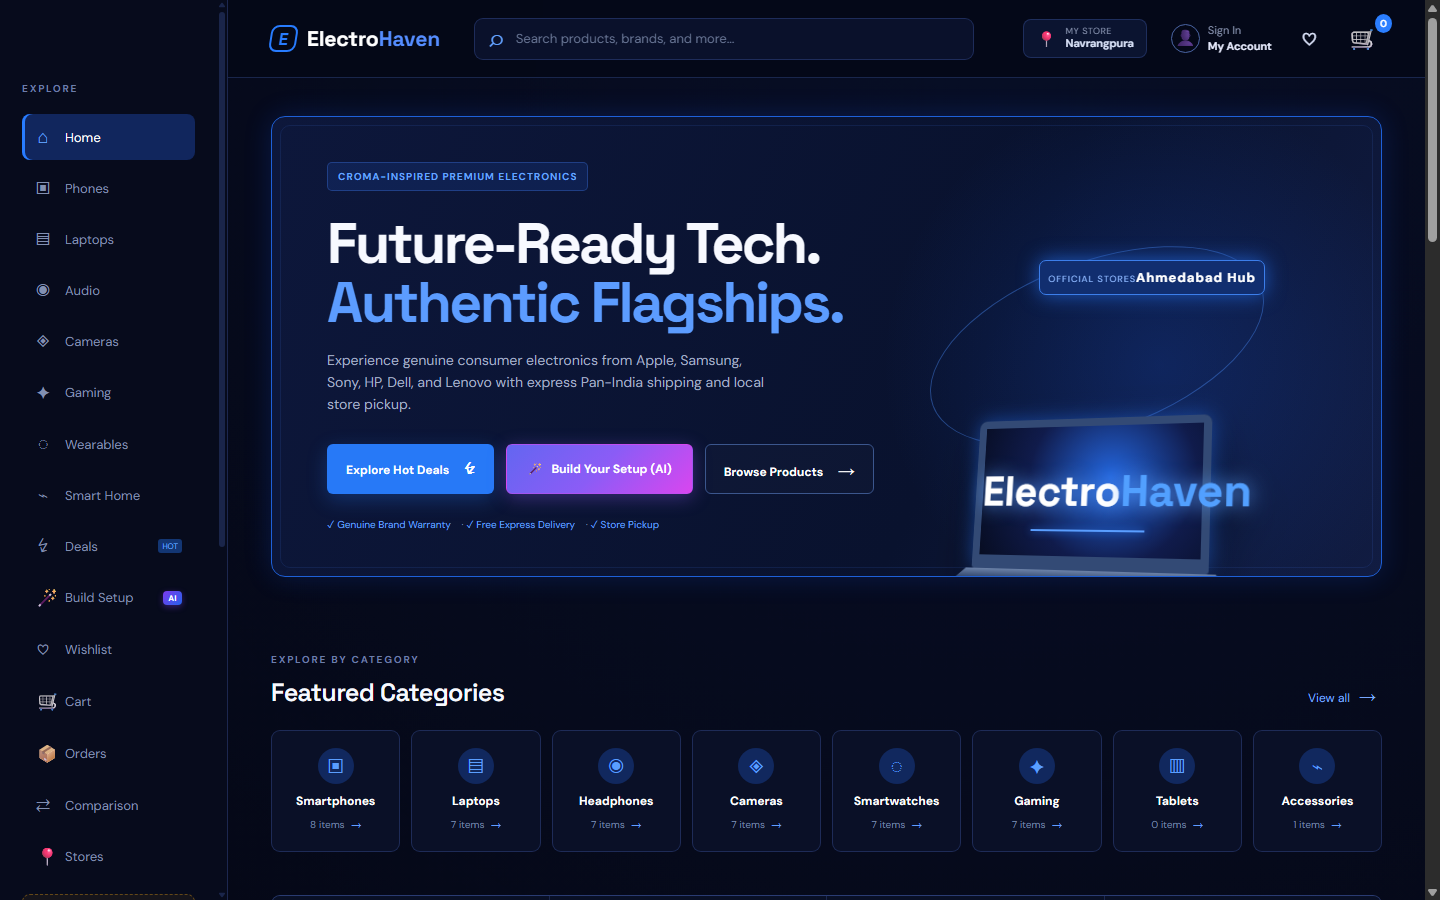 EXPLORE
Home
Phones
Laptops
Audio
Cameras
Gaming
Wearables
Smart Home
Deals HOT
Build Setup AI
Wishlist
Cart
Orders
Comparison
Stores
E ElectroHaven
Search products, brands, and more...
MY STORE
Navrangpura
Sign In
My Account
0
CROMA-INSPIRED PREMIUM ELECTRONICS
Future-Ready Tech.
Authentic Flagships.
Experience genuine consumer electronics from Apple, Samsung,
Sony, HP, Dell, and Lenovo with express Pan-India shipping and local
store pickup.
Explore Hot Deals
Build Your Setup (AI)
Browse Products →
✓ Genuine Brand Warranty · ✓ Free Express Delivery · ✓ Store Pickup
OFFICIAL STORES Ahmedabad Hub
ElectroHaven
EXPLORE BY CATEGORY
Featured Categories
View all →
Smartphones
8 items →
Laptops
7 items →
Headphones
7 items →
Cameras
7 items →
Smartwatches
7 items →
Gaming
7 items →
Tablets
0 items →
Accessories
1 items →